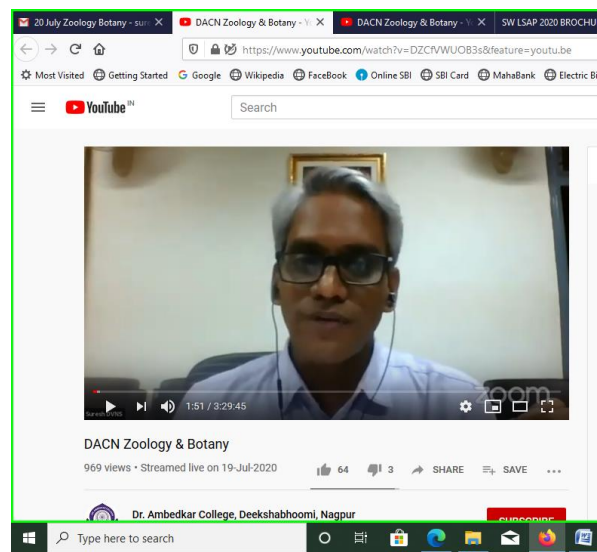 20 July Zoology Botany - sure
DACN Zoology & Botany - Y
DACN Zoology & Botany - Y
SW LSAP 2020 BROCHU
https://www.youtube.com/watch?v=DZCfVWUOB3s&feature=youtu.be
Most Visited Getting Started Google Wikipedia FaceBook Online SBI SBI Card MahaBank Electric Bi
YouTube IN
Search
zoom
1:51 / 3:29:45
Suresh DVNS
DACN Zoology & Botany
969 views • Streamed live on 19-Jul-2020
64 3 SHARE SAVE
Dr. Ambedkar College, Deekshabhoomi, Nagpur
SUBSCRIBE
Type here to search